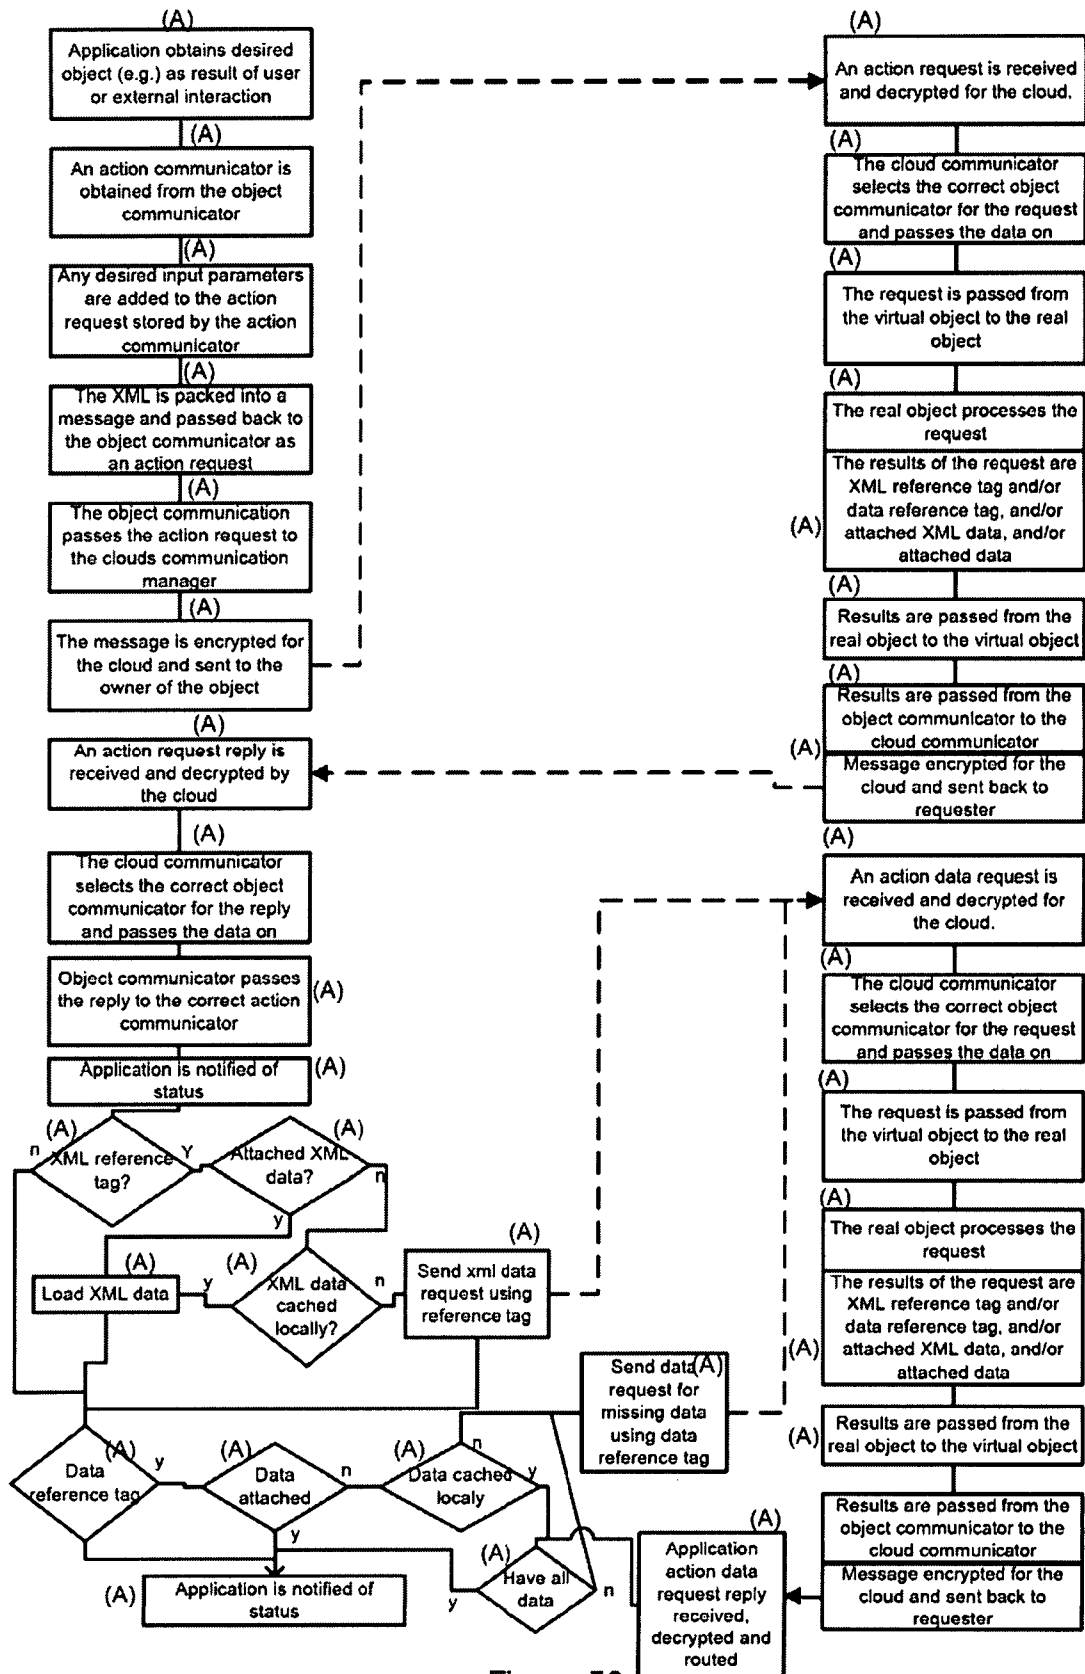 (A)
Application obtains desired
object (e.g.) as result of user
or external interaction
(A)
An action communicator is
obtained from the object
communicator
(A)
Any desired input parameters
are added to the action
request stored by the action
communicator
(A)
The XML is packed into a
message and passed back to
the object communicator as
an action request
(A)
The object communication
passes the action request to
the clouds communication
manager
(A)
The message is encrypted for
the cloud and sent to the
owner of the object
(A)
An action request reply is
received and decrypted by
the cloud
(A)
The cloud communicator
selects the correct object
communicator for the reply
and passes the data on
Object communicator passes
the reply to the correct action
communicator
(A)
Application is notified of
status
(A)
(A)
n
XML reference
tag?
Y
(A)
Attached XML
data?
n
y
(A)
Load XML data
y
(A)
XML data
cached
locally?
n
(A)
Send xml data
request using
reference tag
(A)
Send data
request for
missing data
using data
reference tag
(A)
Data
reference tag
y
(A)
Data
attached
n
y
(A)
Data cached
localy
n
y
(A)
Have all
data
y
n
(A)
Application is notified of
status
(A)
Application
action data
request reply
received,
decrypted and
routed
(A)
An action request is received
and decrypted for the cloud.
(A)
The cloud communicator
selects the correct object
communicator for the request
and passes the data on
(A)
The request is passed from
the virtual object to the real
object
(A)
The real object processes the
request
(A)
The results of the request are
XML reference tag and/or
data reference tag, and/or
attached XML data, and/or
attached data
(A)
Results are passed from the
real object to the virtual object
(A)
Results are passed from the
object communicator to the
cloud communicator
(A)
Message encrypted for the
cloud and sent back to
requester
(A)
An action data request is
received and decrypted for
the cloud.
(A)
The cloud communicator
selects the correct object
communicator for the request
and passes the data on
(A)
The request is passed from
the virtual object to the real
object
(A)
The real object processes the
request
(A)
The results of the request are
XML reference tag and/or
data reference tag, and/or
attached XML data, and/or
attached data
(A)
Results are passed from the
real object to the virtual object
Results are passed from the
object communicator to the
cloud communicator
Message encrypted for the
cloud and sent back to
requester